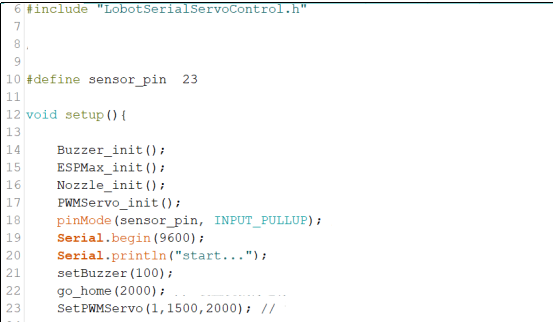 6 #include "LobotSerialServoControl.h"
7
8
9
10 #define sensor_pin  23
11
12 void setup(){
13
14     Buzzer_init();
15     ESPMax_init();
16     Nozzle_init();
17     PWMServo_init();
18     pinMode(sensor_pin, INPUT_PULLUP);
19     Serial.begin(9600);
20     Serial.println("start...");
21     setBuzzer(100);
22     go_home(2000);
23     SetPWMServo(1,1500,2000); //